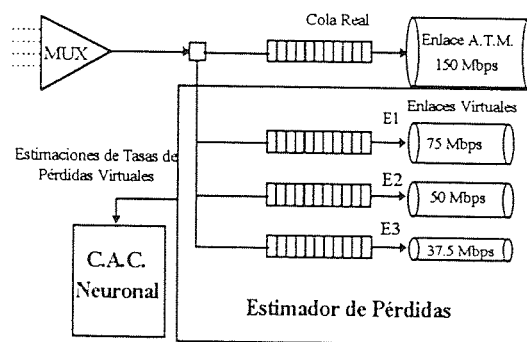 Cola Real
MUX
Enlace A.T.M.
150 Mbps
Enlaces Virtuales
E1
75 Mbps
Estimaciones de Tasas de
Pérdidas Virtuales
E2
50 Mbps
E3
37.5 Mbps
C.A.C.
Neuronal
Estimador de Pérdidas